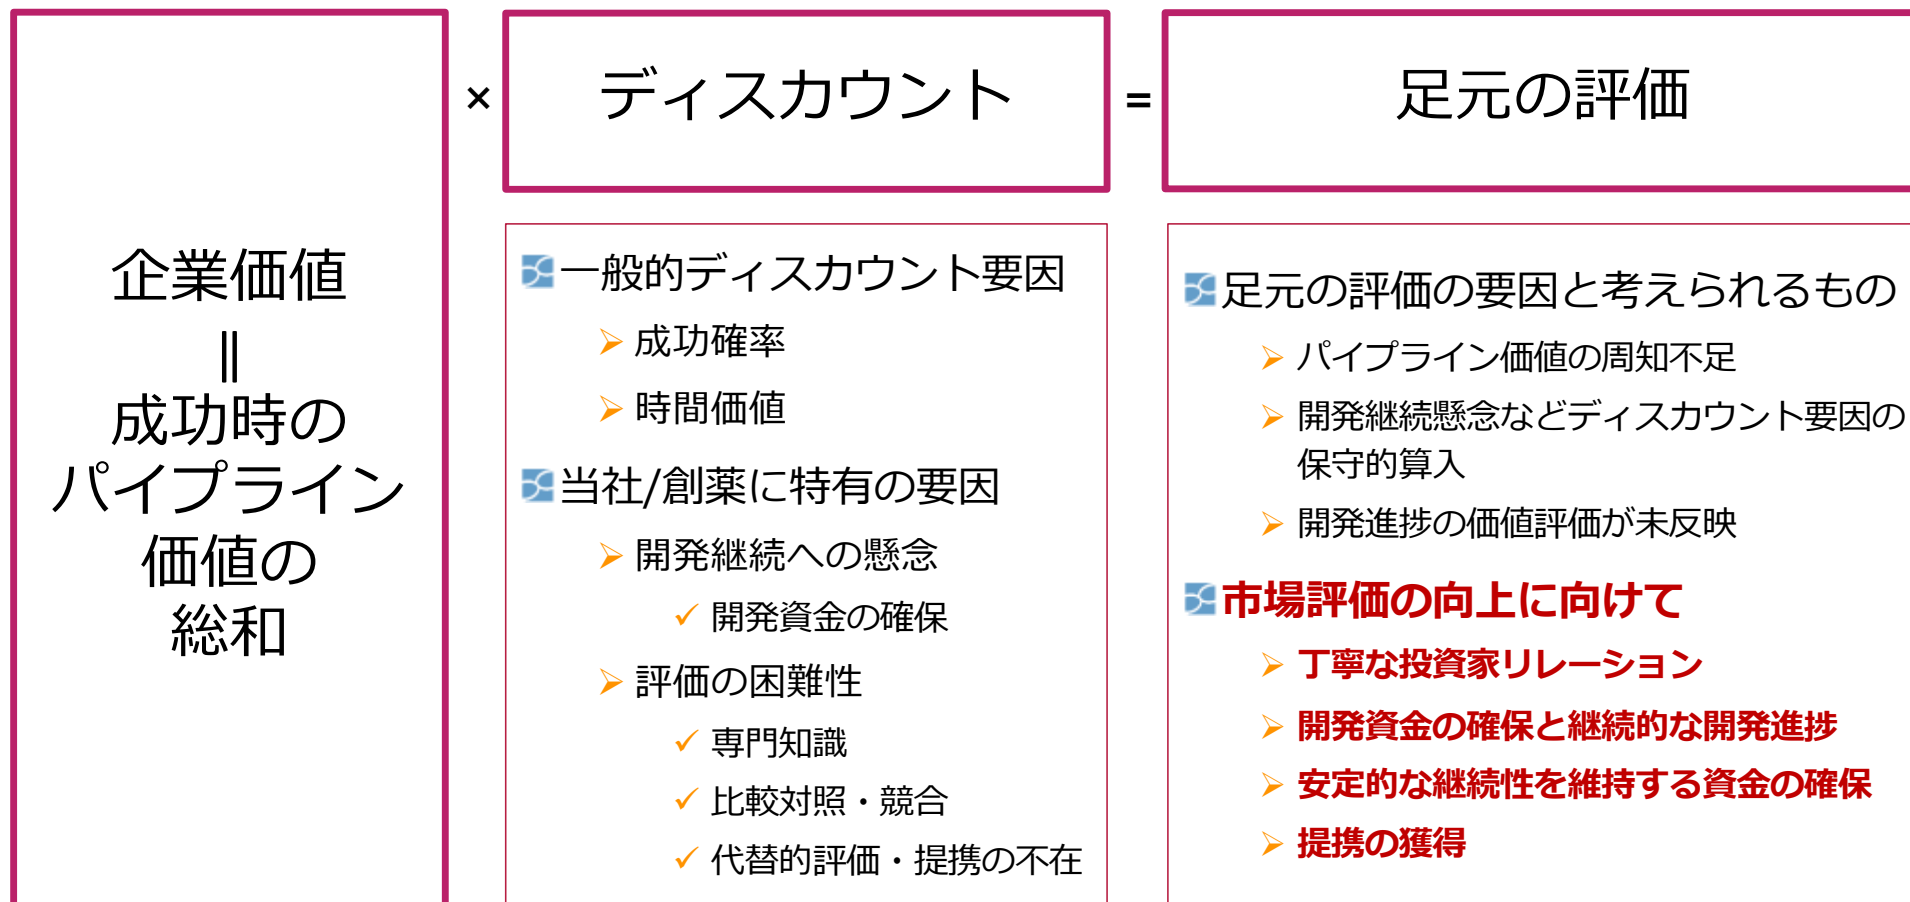 企業価値
||
成功時の
パイプライン
価値の
総和
×
ディスカウント
=
足元の評価
一般的ディスカウント要因
成功確率
時間価値
当社/創薬に特有の要因
開発継続への懸念
開発資金の確保
評価の困難性
専門知識
比較対照・競合
代替的評価・提携の不在
足元の評価の要因と考えられるもの
パイプライン価値の周知不足
開発継続懸念などディスカウント要因の
保守的算入
開発進捗の価値評価が未反映
市場評価の向上に向けて
丁寧な投資家リレーション
開発資金の確保と継続的な開発進捗
安定的な継続性を維持する資金の確保
提携の獲得